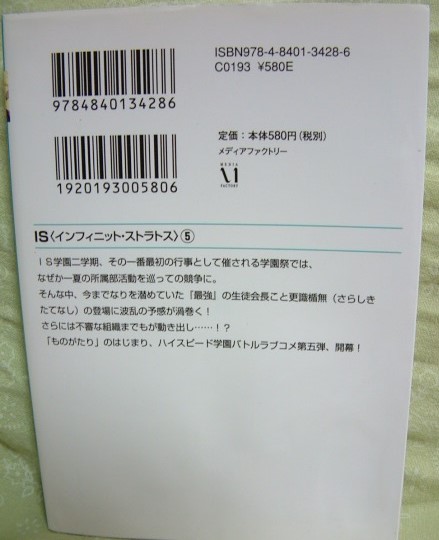 ISBN978-4-8401-3428-6
C0193 ¥580E
9784840134286
定価：本体580円（税別）
メディアファクトリー
MEDIA
FACTORY
1920193005806
IS〈インフィニット・ストラトス〉⑤
ＩＳ学園二学期、その一番最初の行事として催される学園祭では、
なぜか一夏の所属部活動を巡っての競争に。
そんな中、今までなりを潜めていた『最強』の生徒会長こと更識楯無（さらしき
たてなし）の登場に波乱の予感が渦巻く！
さらには不審な組織までもが動き出し……！？
「ものがたり」のはじまり、ハイスピード学園バトルラブコメ第五弾、開幕！